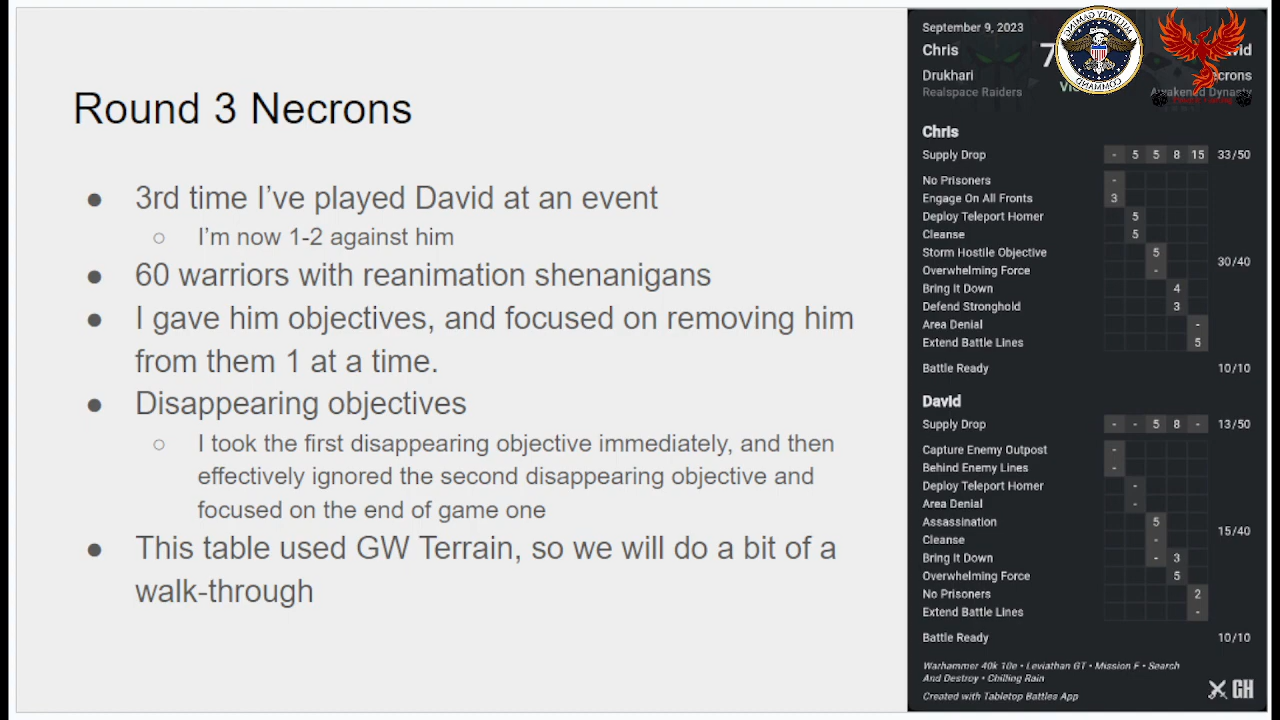 Round 3 Necrons
● 3rd time I've played David at an event
○ I'm now 1-2 against him
● 60 warriors with reanimation shenanigans
● I gave him objectives, and focused on removing him
from them 1 at a time.
● Disappearing objectives
○ I took the first disappearing objective immediately, and then
effectively ignored the second disappearing objective and
focused on the end of game one
● This table used GW Terrain, so we will do a bit of a
walk-through
September 9, 2023
Chris 7
Drukhari
Realspace Raiders Awakened Dynasty
MILITARY GAMING
COMMAND
Chris
Supply Drop - 5 5 8 15 33/50
No Prisoners -
Engage On All Fronts 3
Deploy Teleport Homer 5
Cleanse 5
Storm Hostile Objective 5
Overwhelming Force -
30/40
Bring It Down 4
Defend Stronghold 3
Area Denial -
Extend Battle Lines 5
Battle Ready 10/10
David
Supply Drop - - 5 8 - 13/50
Capture Enemy Outpost -
Behind Enemy Lines -
Deploy Teleport Homer -
Area Denial -
Assassination 5
15/40
Cleanse -
Bring It Down - 3
Overwhelming Force 5
No Prisoners 2
Extend Battle Lines -
Battle Ready 10/10
Warhammer 40k 10e • Leviathan GT • Mission F • Search
And Destroy • Chilling Rain
Created with Tabletop Battles App
GH